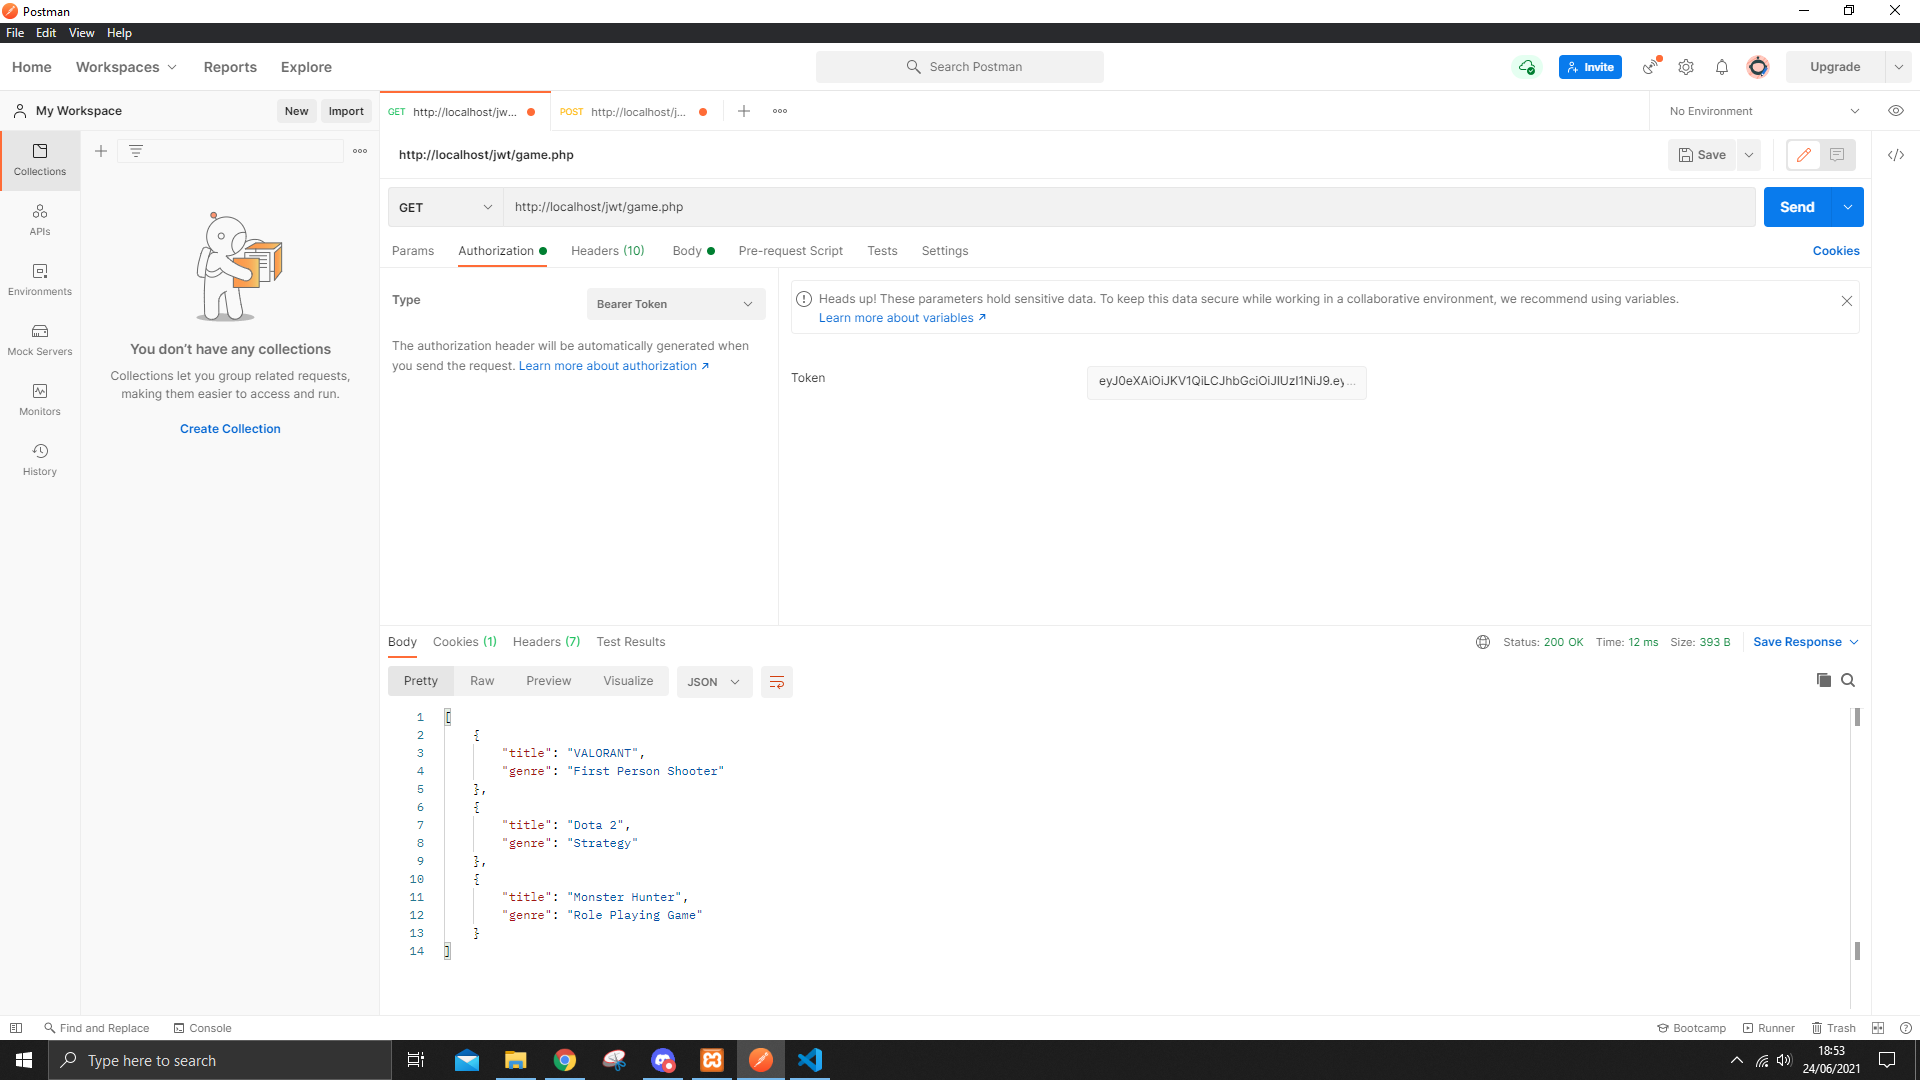 Postman
File Edit View Help
Home Workspaces Reports Explore
Search Postman
Invite
Upgrade
My Workspace
New
Import
GET http://localhost/jw...
POST http://localhost/j...
No Environment
Collections
APIs
Environments
Mock Servers
Monitors
History
You don’t have any collections
Collections let you group related requests,
making them easier to access and run.
Create Collection
http://localhost/jwt/game.php
Save
GET
http://localhost/jwt/game.php
Send
Params Authorization Headers (10) Body Pre-request Script Tests Settings
Cookies
Type
Bearer Token
The authorization header will be automatically generated when
you send the request. Learn more about authorization ↗
Heads up! These parameters hold sensitive data. To keep this data secure while working in a collaborative environment, we recommend using variables.
Learn more about variables ↗
Token
eyJ0eXAiOiJKV1QiLCJhbGciOiJIUzI1NiJ9.ey...
Body Cookies (1) Headers (7) Test Results
Status: 200 OK Time: 12 ms Size: 393 B
Save Response
Pretty Raw Preview Visualize
JSON
1 [
2 {
3 "title": "VALORANT",
4 "genre": "First Person Shooter"
5 },
6 {
7 "title": "Dota 2",
8 "genre": "Strategy"
9 },
10 {
11 "title": "Monster Hunter",
12 "genre": "Role Playing Game"
13 }
14 ]
Find and Replace
Console
Bootcamp
Runner
Trash
Type here to search
18:53
24/06/2021